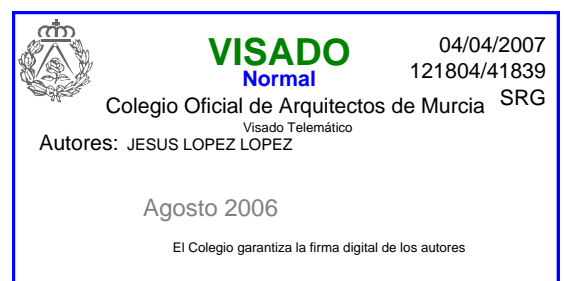 VISADO
04/04/2007
Normal
121804/41839
Colegio Oficial de Arquitectos de Murcia
SRG
Visado Telemático
Autores: JESUS LOPEZ LOPEZ
Agosto 2006
El Colegio garantiza la firma digital de los autores